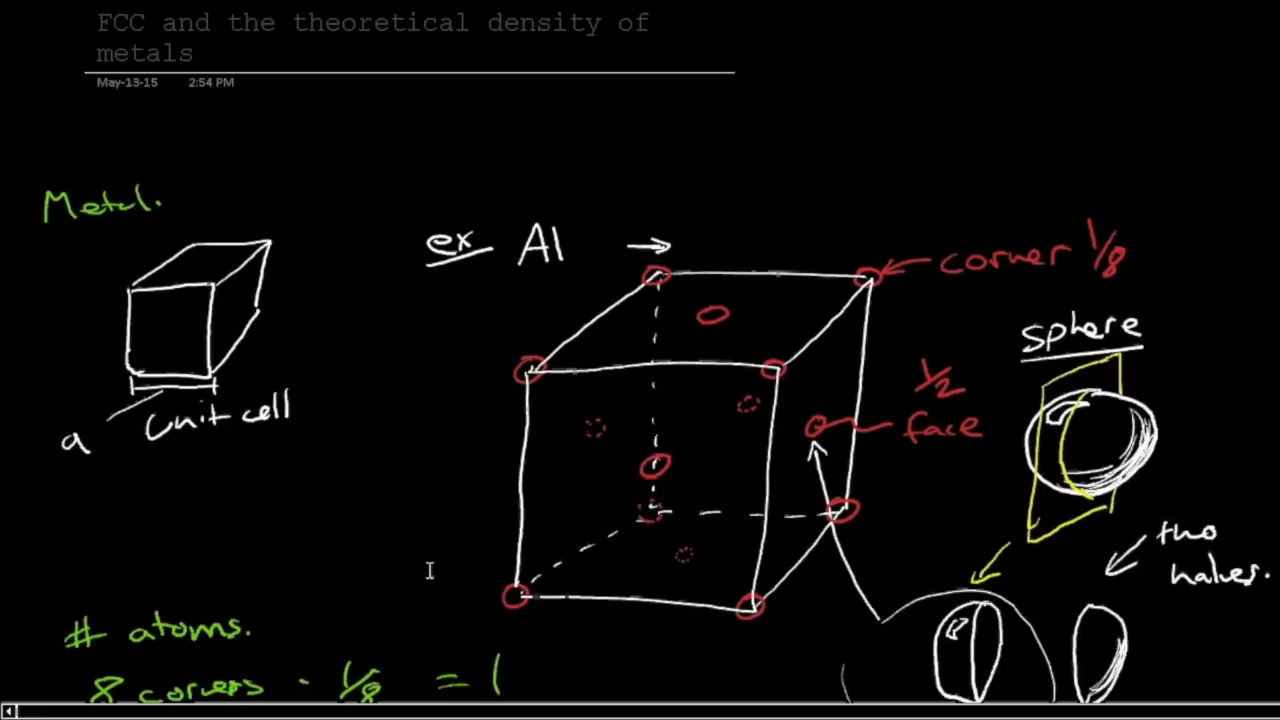 FCC and the theoretical density of
metals
May-13-15 2:54 PM
Metal.
ex Al →
corner 1/8
sphere
1/2
face
a unit cell
two
halves.
# atoms.
8 corners · 1/8 = 1